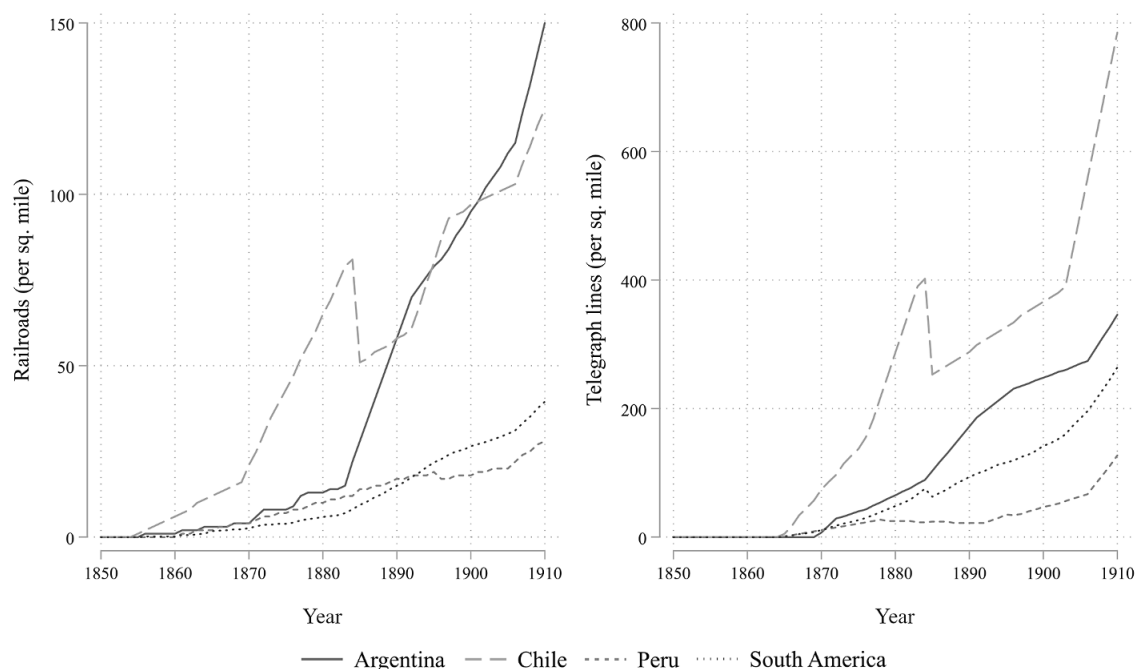 Railroads (per sq. mile)
150
100
50
0
1850 1860 1870 1880 1890 1900 1910
Year
Telegraph lines (per sq. mile)
800
600
400
200
0
1850 1860 1870 1880 1890 1900 1910
Year
Argentina Chile Peru South America